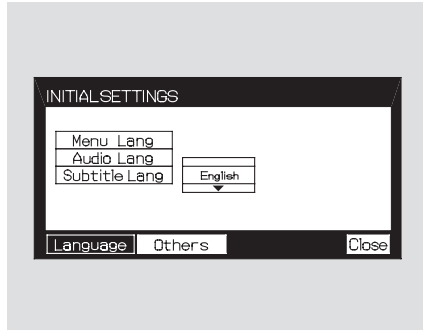 INITIALSETTINGS
Menu Lang
Audio Lang
Subtitle Lang
English
Language Others Close